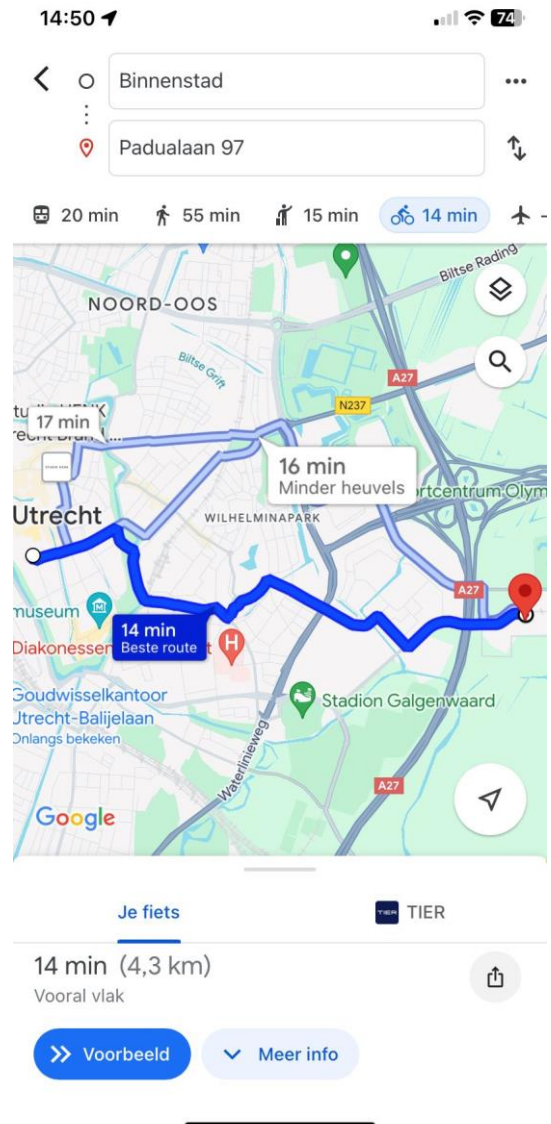 14:50
74
Binnenstad
Padualaan 97
20 min
55 min
15 min
14 min
Biltse Rading
NOORD-OOS
Biltse Grift
A27
N237
17 min
16 min
Minder heuvels
portcentrum Olym
Utrecht
WILHELMINAPARK
A27
museum
14 min
Beste route
Diakonessen
H
Goudwisselkantoor
Utrecht-Balijelaan
Onlangs bekeken
Stadion Galgenwaard
Waterlinieweg
A27
Google
Je fiets
TIER
TIER
14 min (4,3 km)
Vooral vlak
Voorbeeld
Meer info